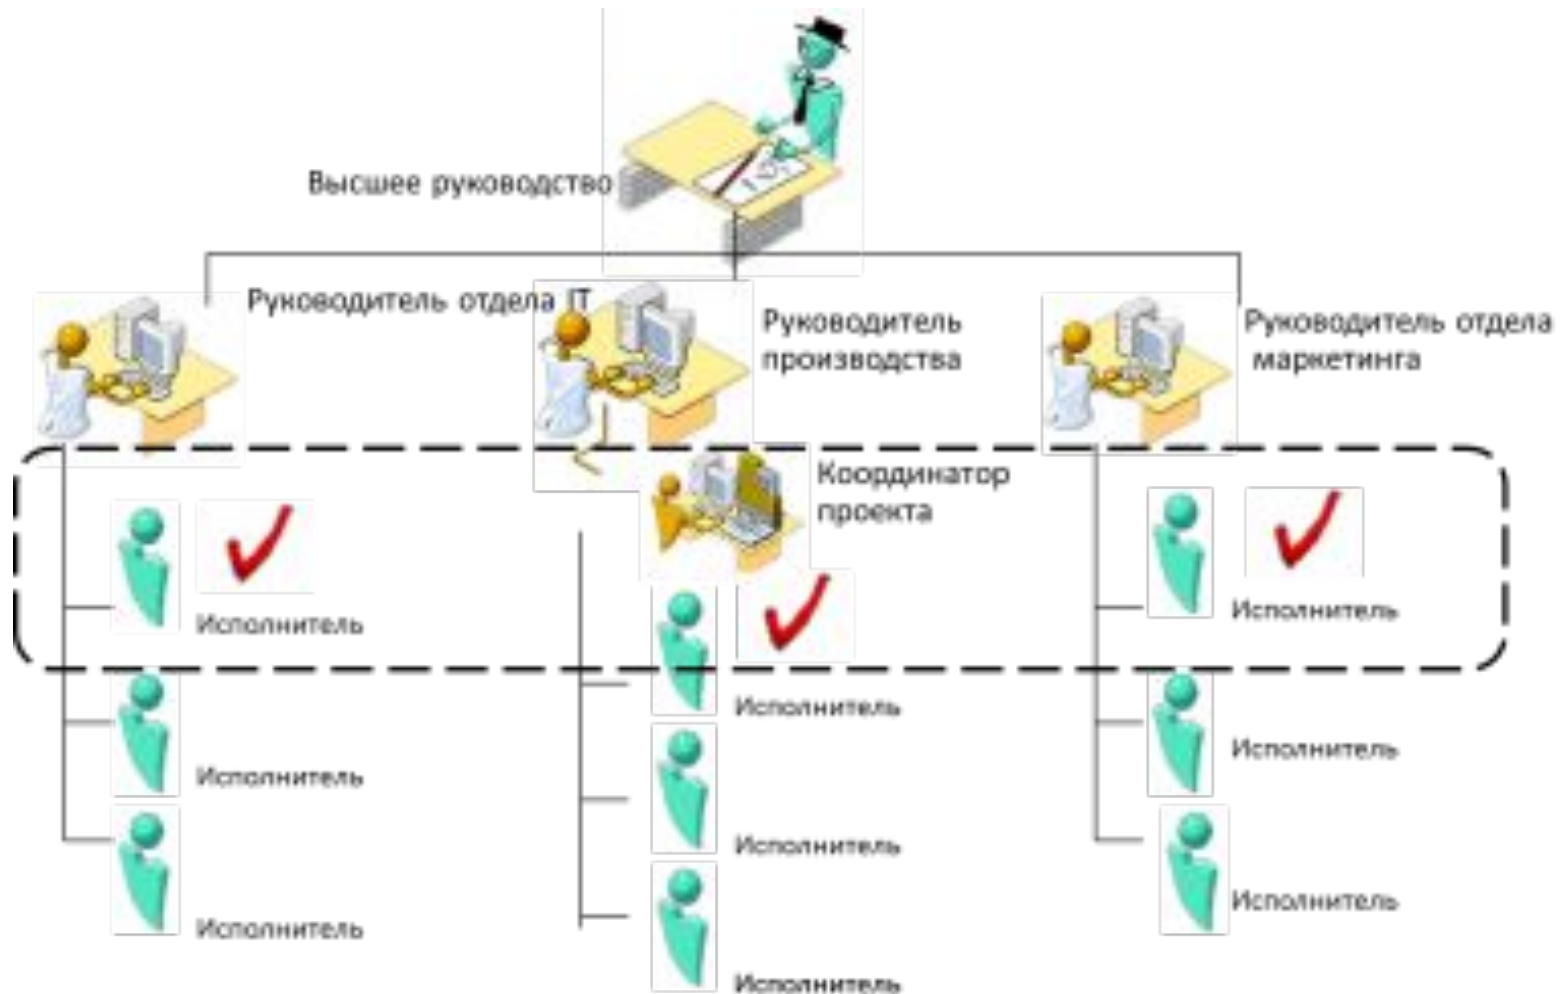 Высшее руководство
Руководитель отдела IT
Руководитель
производства
Руководитель отдела
маркетинга
Координатор
проекта
Исполнитель
Исполнитель
Исполнитель
Исполнитель
Исполнитель
Исполнитель
Исполнитель
Исполнитель
Исполнитель